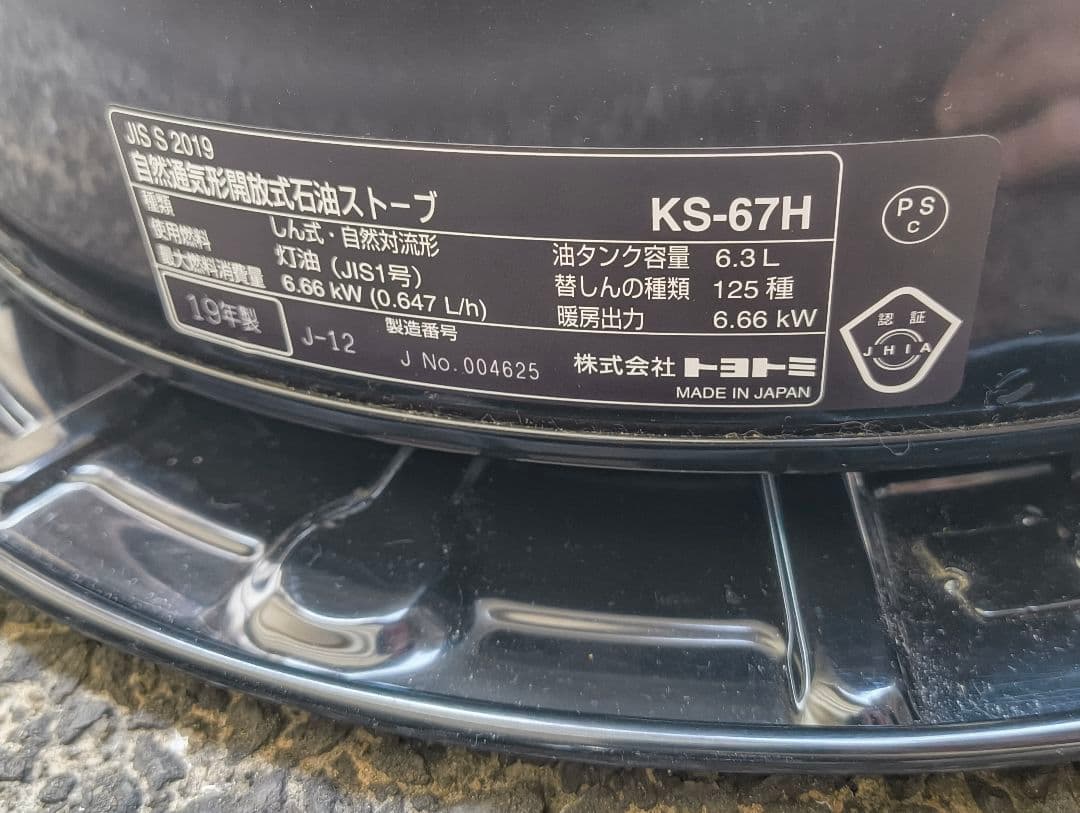 JIS S 2019
自然通気形開放式石油ストーブ KS-67H
種類 しん式・自然対流形
使用燃料 灯油（JIS1号）
最大燃料消費量 6.66 kW (0.647 L/h)
油タンク容量 6.3 L
替しんの種類 125 種
暖房出力 6.66 kW
19年製
J-12
製造番号
J No.004625
株式会社 トヨトミ
MADE IN JAPAN
PS
C
認証
JHIA